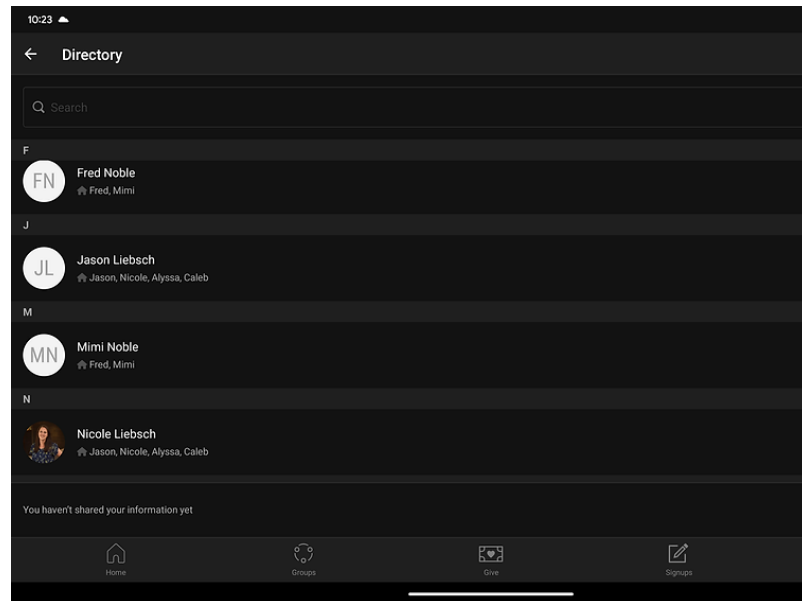 10:23
Directory
Search
F
FN
Fred Noble
Fred, Mimi
J
JL
Jason Liebsch
Jason, Nicole, Alyssa, Caleb
M
MN
Mimi Noble
Fred, Mimi
N
Nicole Liebsch
Jason, Nicole, Alyssa, Caleb
You haven't shared your information yet
Home Groups Give Signups